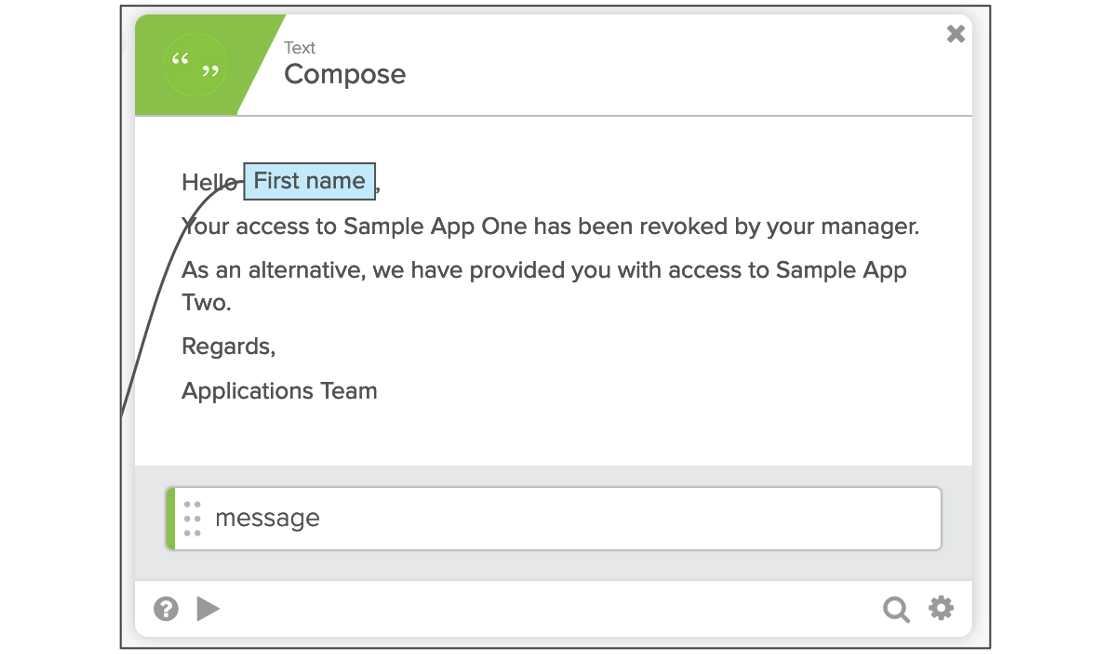 Text
Compose
Hello First name,
Your access to Sample App One has been revoked by your manager.
As an alternative, we have provided you with access to Sample App
Two.
Regards,
Applications Team
message